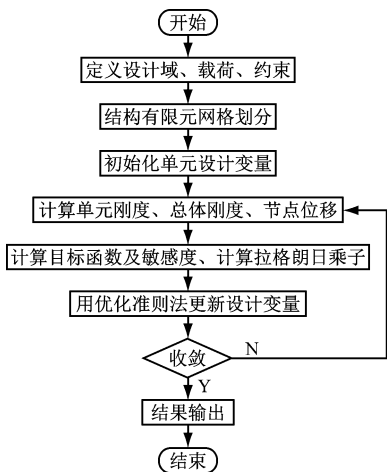 开始
定义设计域、载荷、约束
结构有限元网格划分
初始化单元设计变量
计算单元刚度、总体刚度、节点位移
计算目标函数及敏感度、计算拉格朗日乘子
用优化准则法更新设计变量
收敛
N
Y
结果输出
结束